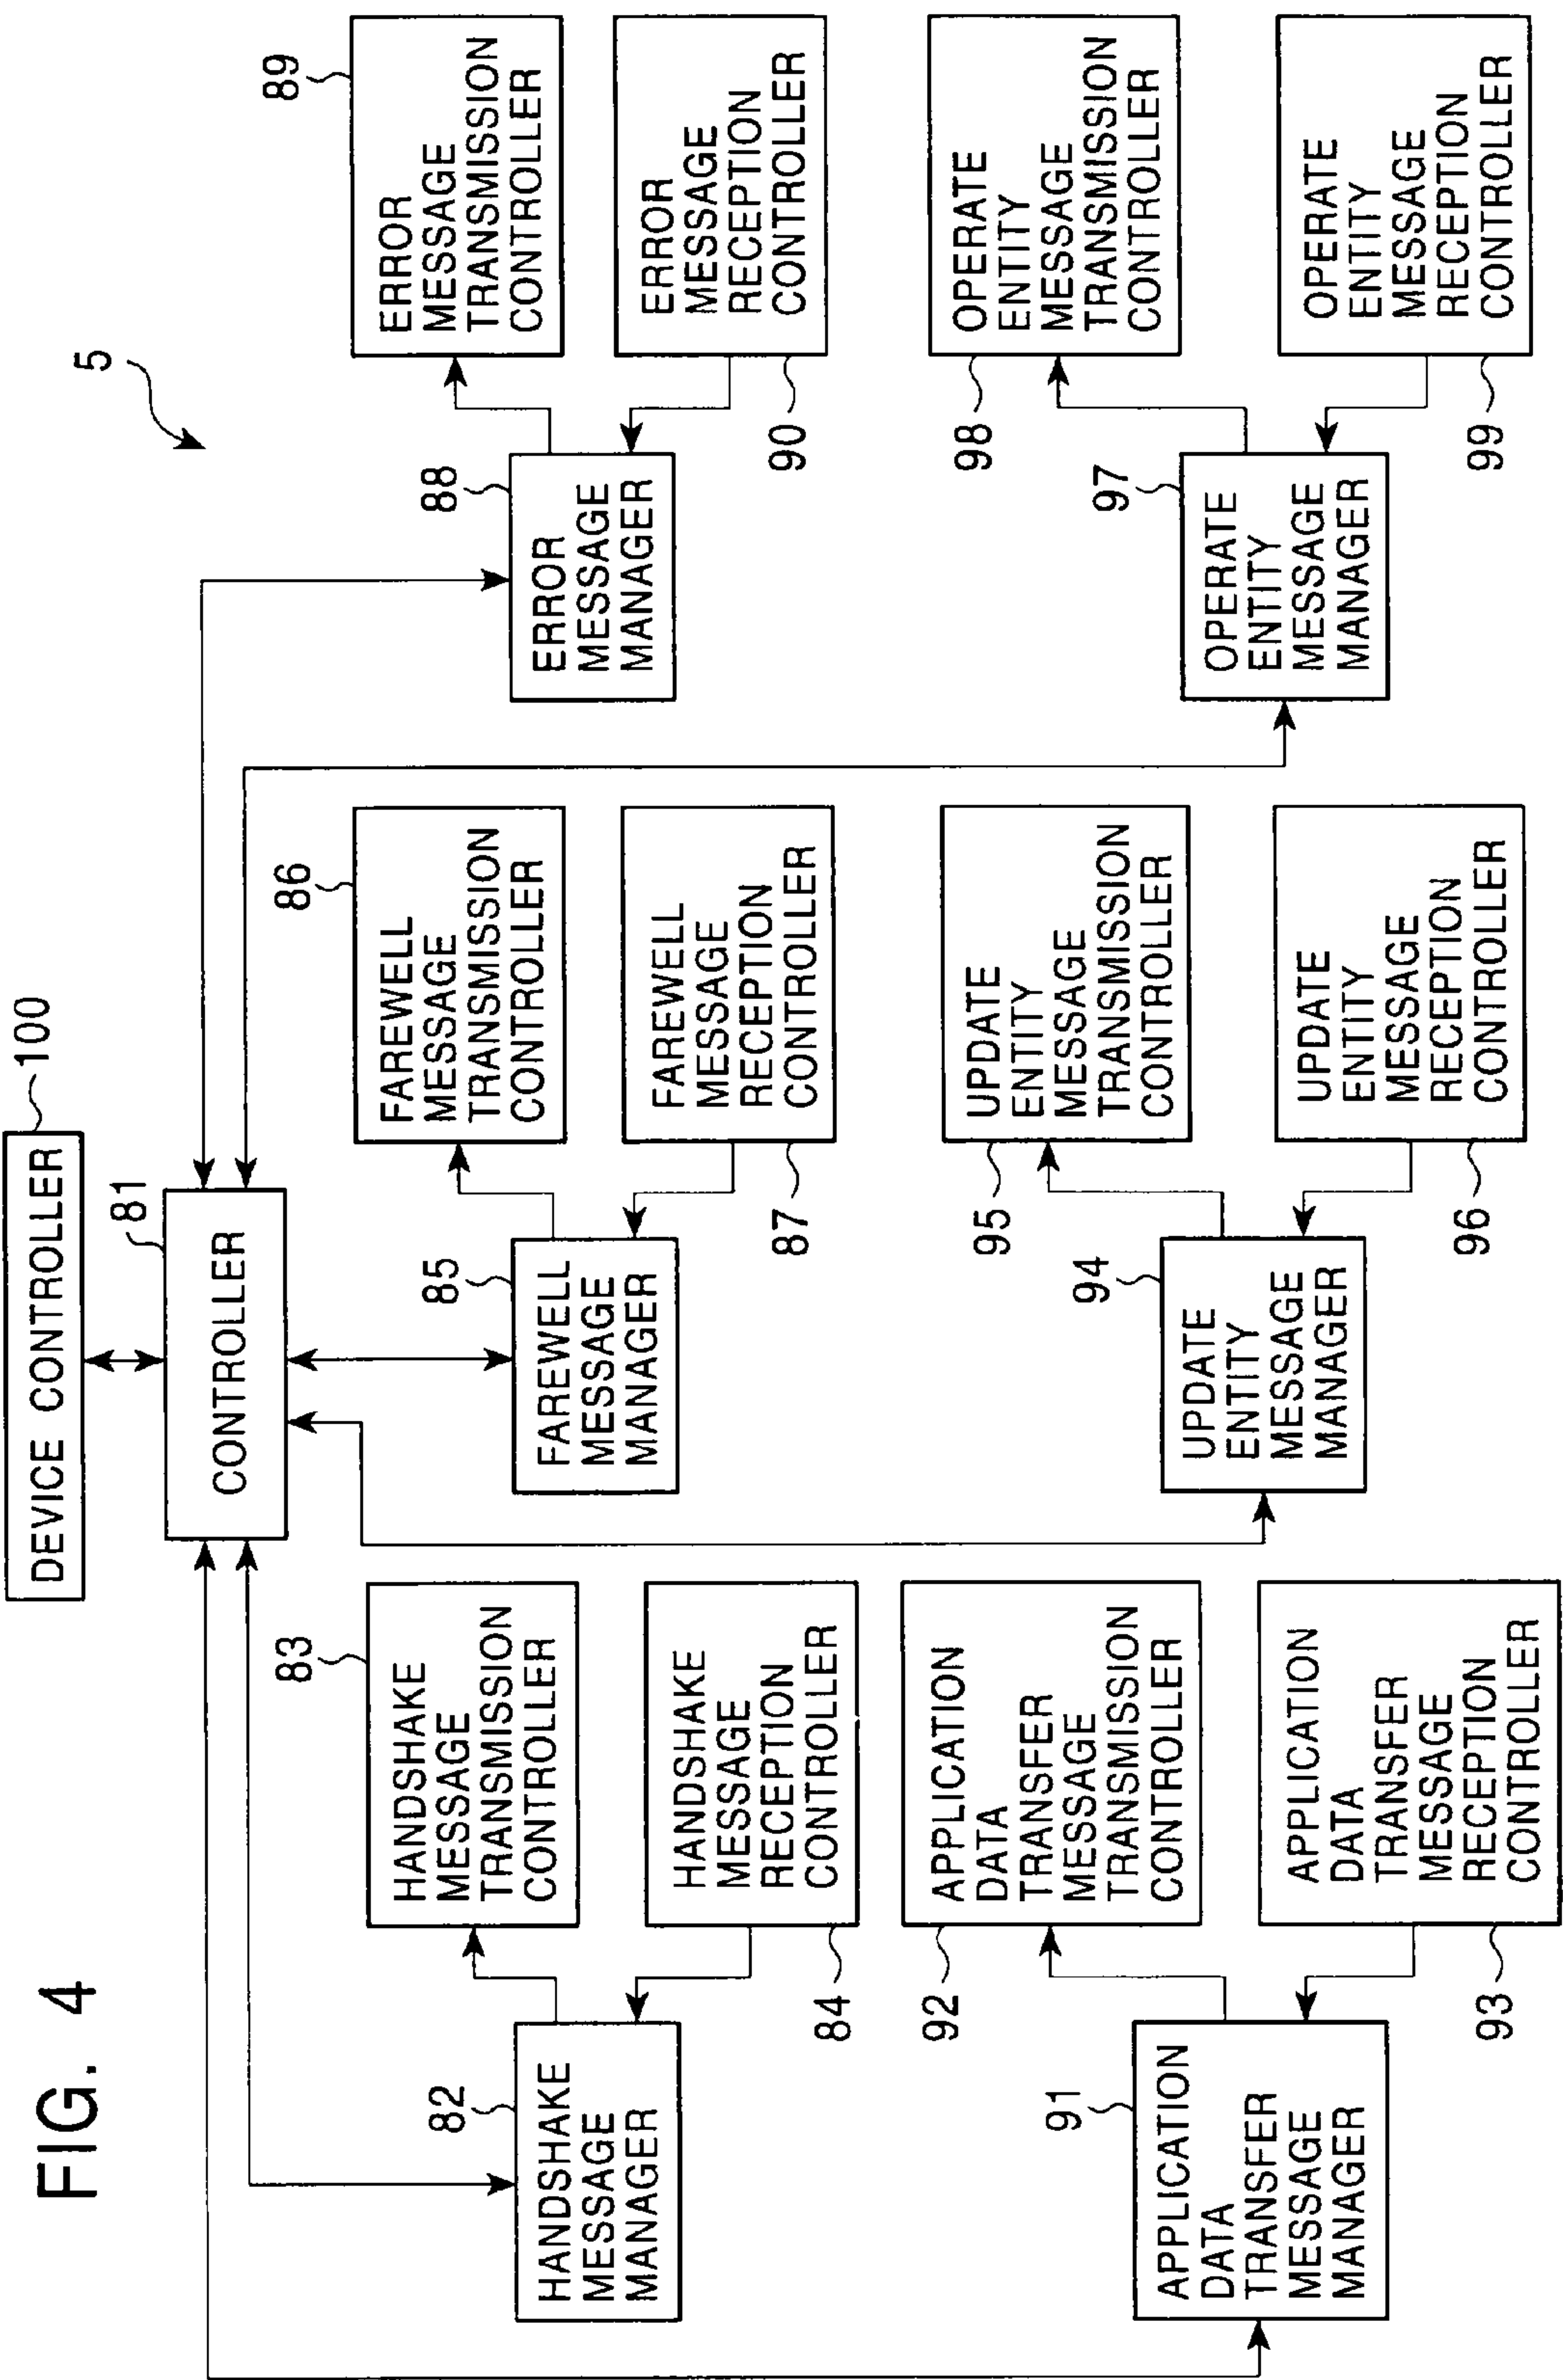 FIG. 4
5
DEVICE CONTROLLER
100
CONTROLLER
81
HANDSHAKE
MESSAGE
MANAGER
82
HANDSHAKE
MESSAGE
TRANSMISSION
CONTROLLER
83
HANDSHAKE
MESSAGE
RECEPTION
CONTROLLER
84
FAREWELL
MESSAGE
MANAGER
85
FAREWELL
MESSAGE
TRANSMISSION
CONTROLLER
86
FAREWELL
MESSAGE
RECEPTION
CONTROLLER
87
ERROR
MESSAGE
MANAGER
88
ERROR
MESSAGE
TRANSMISSION
CONTROLLER
89
ERROR
MESSAGE
RECEPTION
CONTROLLER
90
APPLICATION
DATA
TRANSFER
MESSAGE
MANAGER
91
APPLICATION
DATA
TRANSFER
MESSAGE
TRANSMISSION
CONTROLLER
92
APPLICATION
DATA
TRANSFER
MESSAGE
RECEPTION
CONTROLLER
93
UPDATE
ENTITY
MESSAGE
MANAGER
94
UPDATE
ENTITY
MESSAGE
TRANSMISSION
CONTROLLER
95
UPDATE
ENTITY
MESSAGE
RECEPTION
CONTROLLER
96
OPERATE
ENTITY
MESSAGE
MANAGER
97
OPERATE
ENTITY
MESSAGE
TRANSMISSION
CONTROLLER
98
OPERATE
ENTITY
MESSAGE
RECEPTION
CONTROLLER
99